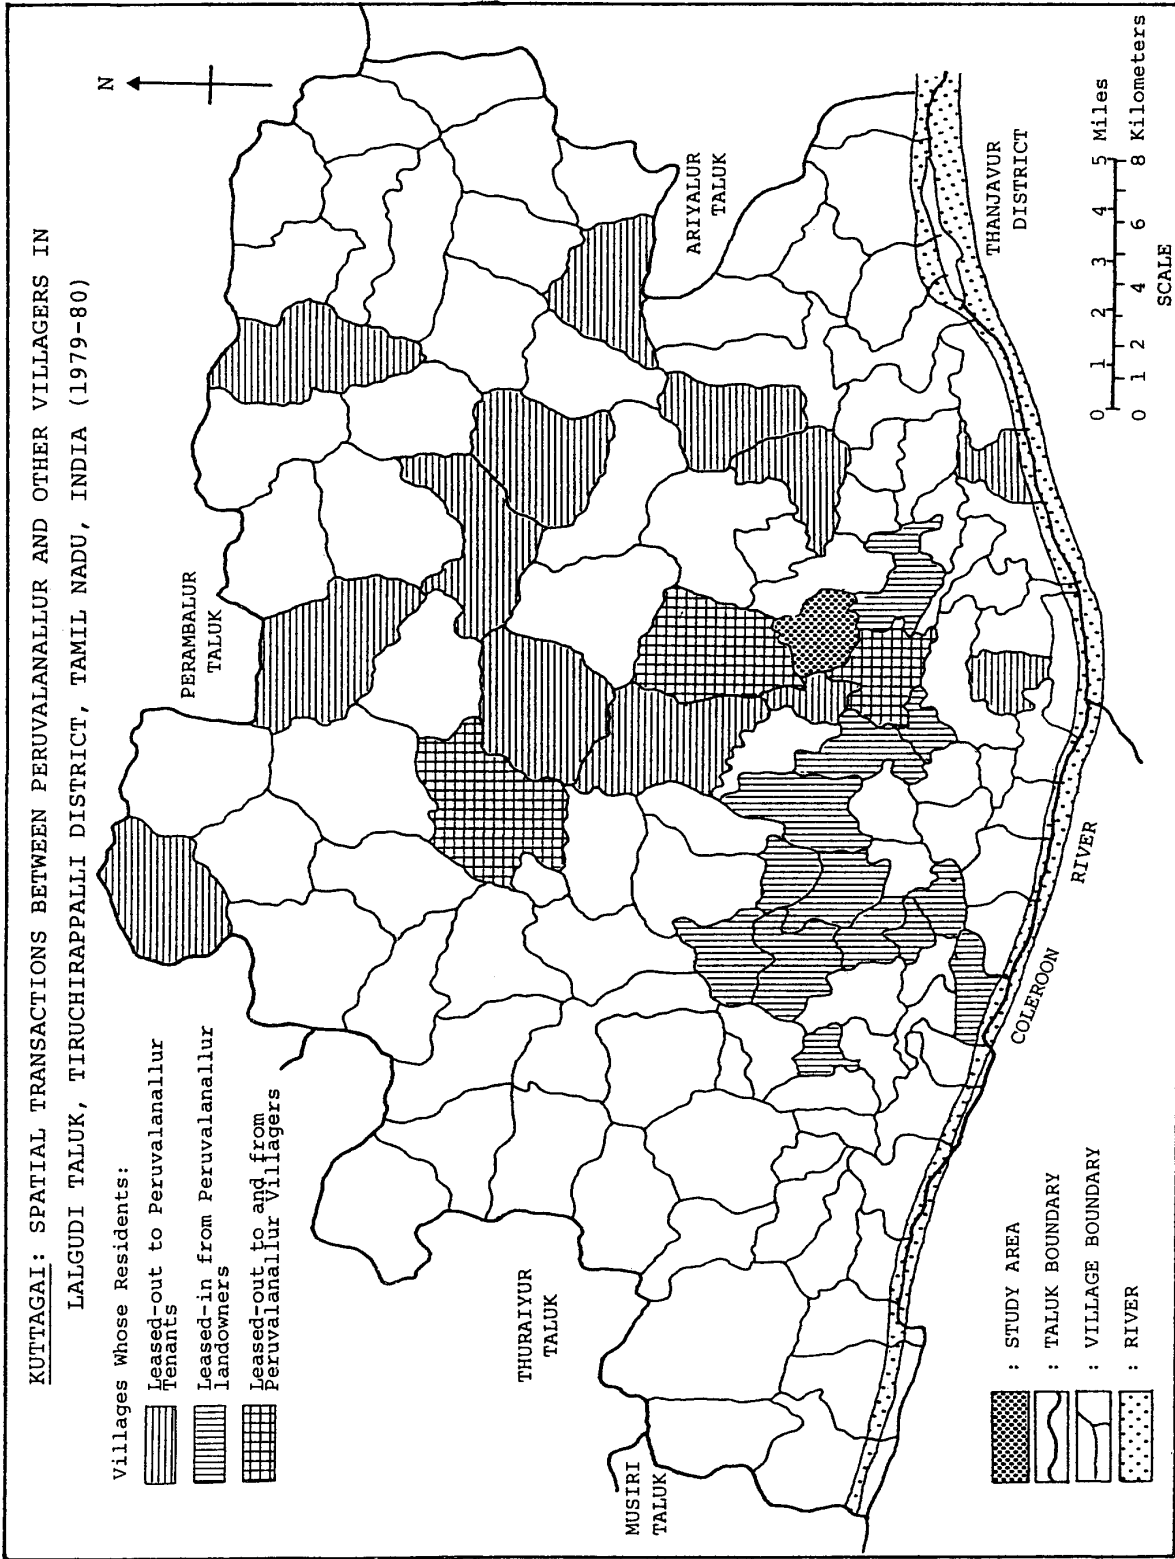 KUTTAGAI: SPATIAL TRANSACTIONS BETWEEN PERUVALANALLUR AND OTHER VILLAGERS IN
LALGUDI TALUK, TIRUCHIRAPPALLI DISTRICT, TAMIL NADU, INDIA (1979-80)
Villages Whose Residents:
Leased-out to Peruvalanallur
Tenants
Leased-in from Peruvalanallur
landowners
Leased-out to and from
Peruvalanallur Villagers
N
PERAMBALUR
TALUK
THURAIYUR
TALUK
MUSIRI
TALUK
ARIYALUR
TALUK
THANJAVUR
DISTRICT
COLEROON RIVER
: STUDY AREA
: TALUK BOUNDARY
: VILLAGE BOUNDARY
: RIVER
0 1 2 3 4 5 Miles
0 1 2 4 6 8 Kilometers
SCALE